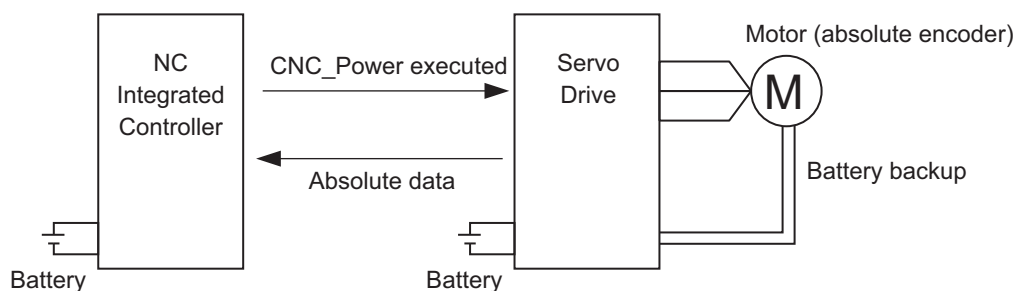 Motor (absolute encoder)
NC
Integrated
Controller
CNC_Power executed
Servo
Drive
M
Absolute data
Battery backup
Battery
Battery